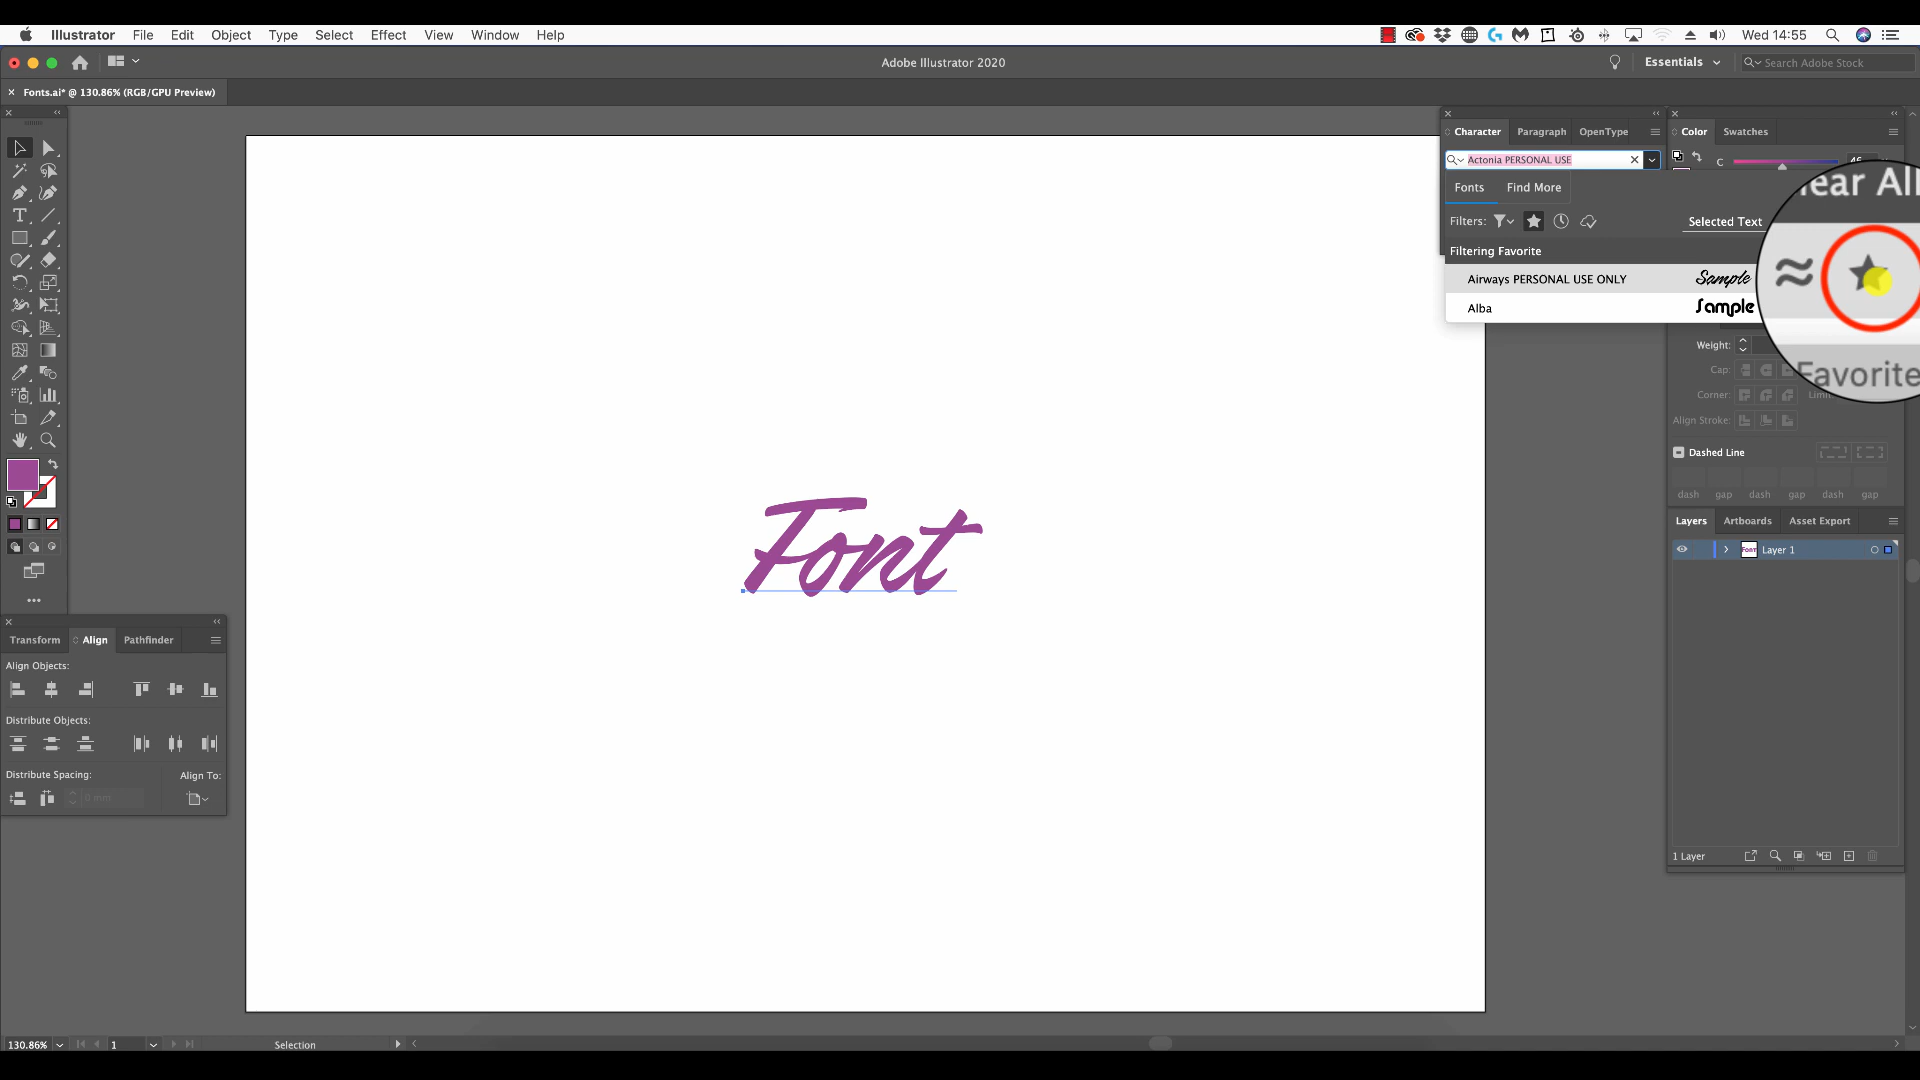 Illustrator File Edit Object Type Select Effect View Window Help
Wed 14:55
Adobe Illustrator 2020
Essentials
Search Adobe Stock
Fonts.ai* @ 130.86% (RGB/GPU Preview)
Character Paragraph OpenType
Color Swatches
Actonia PERSONAL USE
C
Fonts Find More
Filters:
Selected Text
Filtering Favorite
Airways PERSONAL USE ONLY Sample
Alba Sample
ear All
Favorite
Weight:
Cap:
Corner:
Align Stroke:
Dashed Line
dash gap dash gap dash gap
Layers Artboards Asset Export
Font Layer 1
Font
Transform Align Pathfinder
Align Objects:
Distribute Objects:
Distribute Spacing:
Align To:
0 mm
1 Layer
130.86% 1 Selection